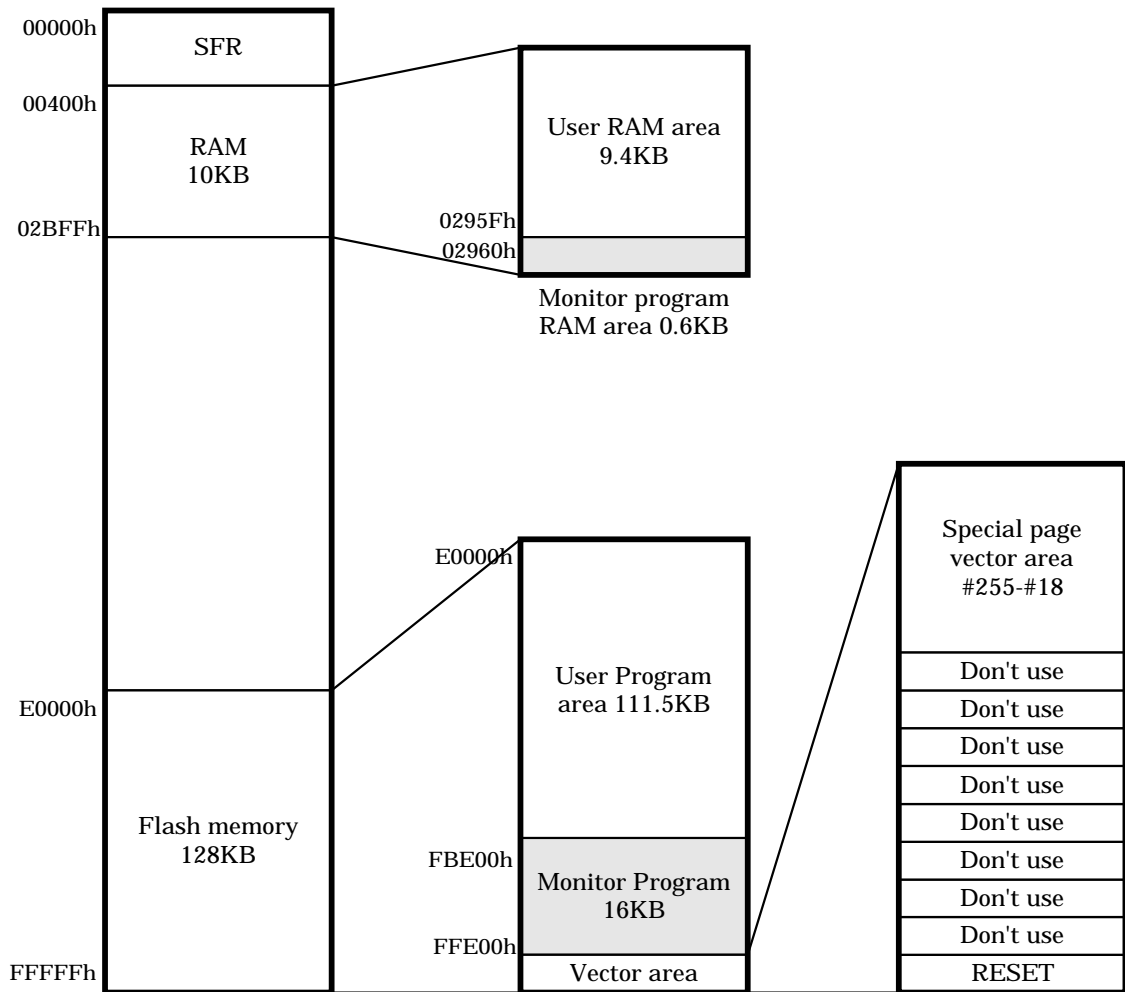 00000h
SFR
00400h
RAM
10KB
02BFFh
User RAM area
9.4KB
0295Fh
02960h
Monitor program
RAM area 0.6KB
E0000h
Flash memory
128KB
FFFFFh
E0000h
User Program
area 111.5KB
FBE00h
Monitor Program
16KB
FFE00h
Vector area
Special page
vector area
#255-#18
Don't use
Don't use
Don't use
Don't use
Don't use
Don't use
Don't use
Don't use
RESET